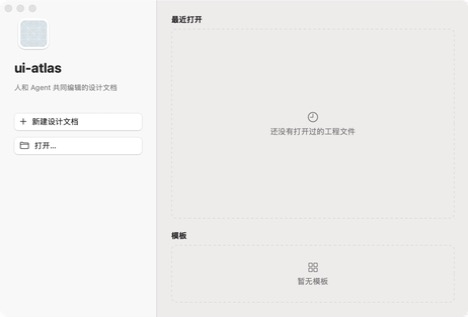 ui-atlas
人和 Agent 共同编辑的设计文档
新建设计文档
打开...
最近打开
还没有打开过的工程文件
模板
暂无模板